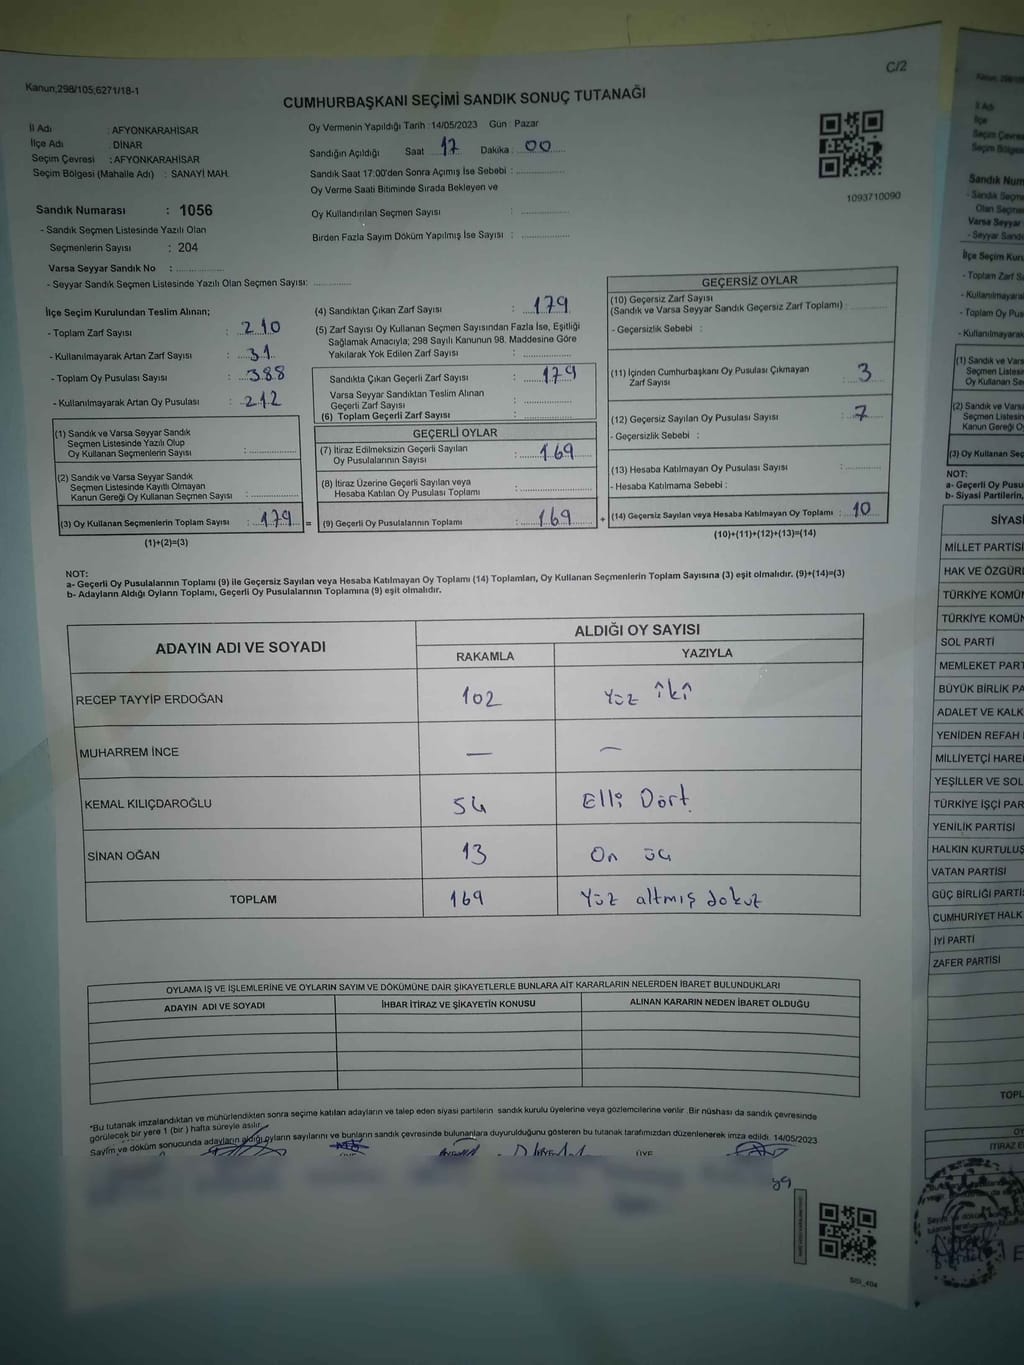 C/2
Kanun,298/105;6271/18-1
CUMHURBAŞKANI SEÇİMİ SANDIK SONUÇ TUTANAĞI
İl Adı : AFYONKARAHİSAR
İlçe Adı : DİNAR
Seçim Çevresi : AFYONKARAHİSAR
Seçim Bölgesi (Mahalle Adı) : SANAYİ MAH.
Sandık Numarası : 1056
- Sandık Seçmen Listesinde Yazılı Olan
Seçmenlerin Sayısı : 204
Varsa Seyyar Sandık No :
- Seyyar Sandık Seçmen Listesinde Yazılı Olan Seçmen Sayısı:
Oy Vermenin Yapıldığı Tarih : 14/05/2023 Gün : Pazar
Sandığın Açıldığı Saat 17 Dakika : 00
Sandık Saat 17:00'den Sonra Açımış İse Sebebi :
Oy Verme Saati Bitiminde Sırada Bekleyen ve
Oy Kullandırılan Seçmen Sayısı :
Birden Fazla Sayım Döküm Yapılmış İse Sayısı :
1093710090
İlçe Seçim Kurulundan Teslim Alınan;
- Toplam Zarf Sayısı : 210
- Kullanılmayarak Artan Zarf Sayısı : 31
- Toplam Oy Pusulası Sayısı : 388
- Kullanılmayarak Artan Oy Pusulası : 212
(1) Sandık ve Varsa Seyyar Sandık
Seçmen Listesinde Yazılı Olup
Oy Kullanan Seçmenlerin Sayısı :
(2) Sandık ve Varsa Seyyar Sandık
Seçmen Listesinde Kayıtlı Olmayan
Kanun Gereği Oy Kullanan Seçmen Sayısı :
(3) Oy Kullanan Seçmenlerin Toplam Sayısı : 179 =
(1)+(2)=(3)
(4) Sandıktan Çıkan Zarf Sayısı : 179
(5) Zarf Sayısı Oy Kullanan Seçmen Sayısından Fazla İse, Eşitliği
Sağlamak Amacıyla; 298 Sayılı Kanunun 98. Maddesine Göre
Yakılarak Yok Edilen Zarf Sayısı :
Sandıkta Çıkan Geçerli Zarf Sayısı : 179
Varsa Seyyar Sandıktan Teslim Alınan
Geçerli Zarf Sayısı :
(6) Toplam Geçerli Zarf Sayısı :
GEÇERLİ OYLAR
(7) İtiraz Edilmeksizin Geçerli Sayılan
Oy Pusulalarının Sayısı : 169
(8) İtiraz Üzerine Geçerli Sayılan veya
Hesaba Katılan Oy Pusulası Toplamı :
(9) Geçerli Oy Pusulalarının Toplamı : 169 +
GEÇERSİZ OYLAR
(10) Geçersiz Zarf Sayısı
(Sandık ve Varsa Seyyar Sandık Geçersiz Zarf Toplamı) :
- Geçersizlik Sebebi :
(11) İçinden Cumhurbaşkanı Oy Pusulası Çıkmayan
Zarf Sayısı : 3
(12) Geçersiz Sayılan Oy Pusulası Sayısı : 7
- Geçersizlik Sebebi :
(13) Hesaba Katılmayan Oy Pusulası Sayısı :
- Hesaba Katılmama Sebebi :
(14) Geçersiz Sayılan veya Hesaba Katılmayan Oy Toplamı : 10
(10)+(11)+(12)+(13)=(14)
NOT:
a- Geçerli Oy Pusulalarının Toplamı (9) ile Geçersiz Sayılan veya Hesaba Katılmayan Oy Toplamı (14) Toplamları, Oy Kullanan Seçmenlerin Toplam Sayısına (3) eşit olmalıdır. (9)+(14)=(3)
b- Adayların Aldığı Oyların Toplamı, Geçerli Oy Pusulalarının Toplamına (9) eşit olmalıdır.
ADAYIN ADI VE SOYADI ALDIĞI OY SAYISI
RAKAMLA YAZIYLA
RECEP TAYYİP ERDOĞAN 102 Yüz iki
MUHARREM İNCE — —
KEMAL KILIÇDAROĞLU 54 Elli Dört
SİNAN OĞAN 13 On üç
TOPLAM 169 Yüz altmış dokuz
OYLAMA İŞ VE İŞLEMLERİNE VE OYLARIN SAYIM VE DÖKÜMÜNE DAİR ŞİKAYETLERLE BUNLARA AİT KARARLARIN NELERDEN İBARET BULUNDUKLARI
ADAYIN ADI VE SOYADI İHBAR İTİRAZ VE ŞİKAYETİN KONUSU ALINAN KARARIN NEDEN İBARET OLDUĞU
*Bu tutanak imzalandıktan ve mühürlendikten sonra seçime katılan adayların ve talep eden siyasi partilerin sandık kurulu üyelerine veya gözlemcilerine verilir .Bir nüshası da sandık çevresinde
görülecek bir yere 1 (bir ) hafta süreyle asılır.
Sayım ve döküm sonucunda adayların aldığı oyların sayılarını ve bunların sandık çevresinde bulunanlara duyurulduğunu gösteren bu tutanak tarafımızdan düzenlenerek imza edildi. 14/05/2023
ÜYE
Sandık Num
Varsa Seyyar
İlçe Seçim Kuru
- Toplam Zarf S
- Kullanılmayara
- Toplam Oy Pus
- Kullanılmayara
(1) Sandık ve Vars
Seçmen Listesin
Oy Kullanan Se
(2) Sandık ve Varsa
Seçmen Listesin
Kanun Gereği O
(3) Oy Kullanan Seç
NOT:
a- Geçerli Oy Pusu
b- Siyasi Partilerin,
SİYASİ
MİLLET PARTİSİ
HAK VE ÖZGÜRL
TÜRKİYE KOMÜN
TÜRKİYE KOMÜN
SOL PARTİ
MEMLEKET PART
BÜYÜK BİRLİK PA
ADALET VE KALK
YENİDEN REFAH
MİLLİYETÇİ HARE
YEŞİLLER VE SOL
TÜRKİYE İŞÇİ PAR
YENİLİK PARTİSİ
HALKIN KURTULUŞ
VATAN PARTİSİ
GÜÇ BİRLİĞİ PARTİ
CUMHURİYET HALK
İYİ PARTİ
ZAFER PARTİSİ
TOPL